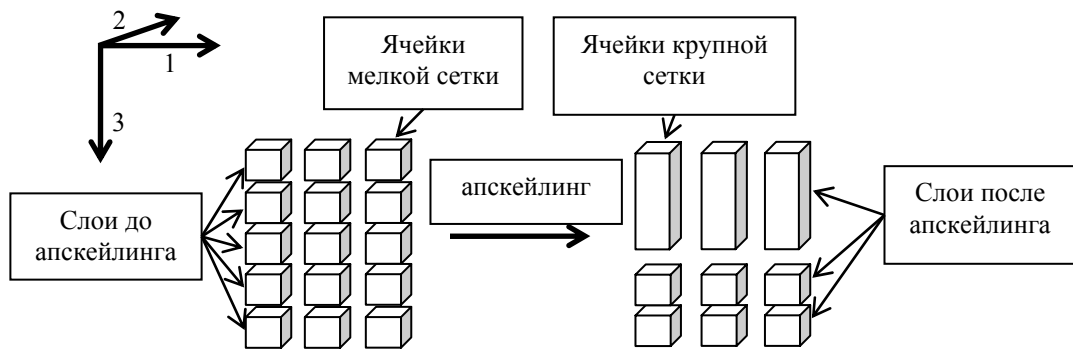 2
1
3
Ячейки
мелкой сетки
Ячейки крупной
сетки
Слои до
апскейлинга
апскейлинг
Слои после
апскейлинга